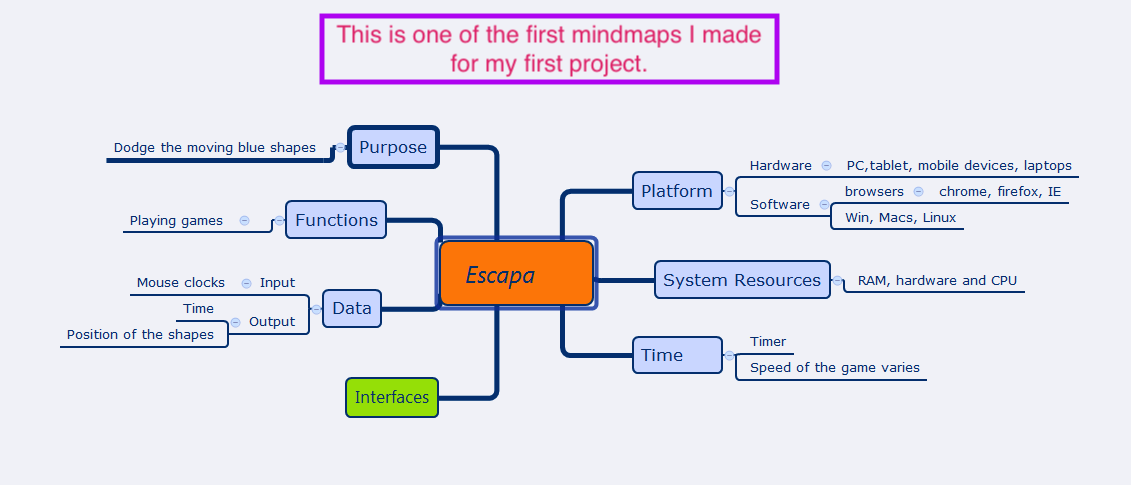 This is one of the first mindmaps I made
for my first project.
Purpose
Dodge the moving blue shapes
Functions
Playing games
Data
Input
Mouse clocks
Output
Time
Position of the shapes
Interfaces
Escapa
Platform
Hardware
PC,tablet, mobile devices, laptops
Software
browsers
chrome, firefox, IE
Win, Macs, Linux
System Resources
RAM, hardware and CPU
Time
Timer
Speed of the game varies